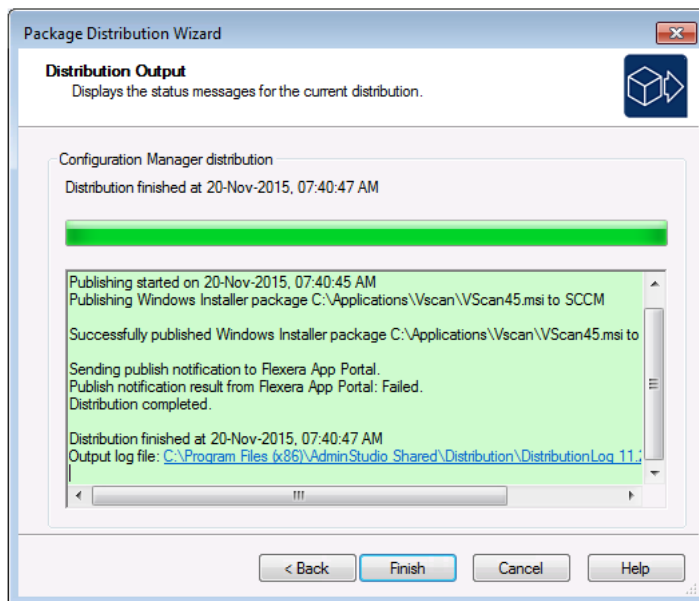 Package Distribution Wizard
Distribution Output
Displays the status messages for the current distribution.
Configuration Manager distribution
Distribution finished at 20-Nov-2015, 07:40:47 AM
Publishing started on 20-Nov-2015, 07:40:45 AM
Publishing Windows Installer package C:\Applications\Vscan\VScan45.msi to SCCM
Successfully published Windows Installer package C:\Applications\Vscan\VScan45.msi to
Sending publish notification to Flexera App Portal.
Publish notification result from Flexera App Portal: Failed.
Distribution completed.
Distribution finished at 20-Nov-2015, 07:40:47 AM
Output log file: C:\Program Files (x86)\AdminStudio Shared\Distribution\DistributionLog 11.2
< Back
Finish
Cancel
Help